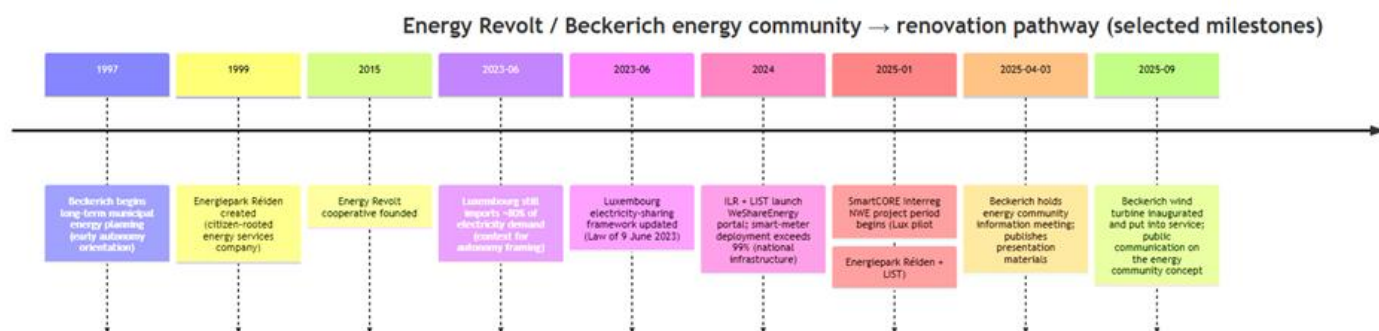 Energy Revolt / Beckerich energy community → renovation pathway (selected milestones)
1997
1999
2015
2023-06
2023-06
2024
2025-01
2025-04-03
2025-09
Beckerich begins
long-term municipal
energy planning
(early autonomy
orientation)
Energiepark Réiden
created
(citizen-rooted
energy services
company)
Energy Revolt
cooperative founded
Luxembourg still
imports ~80% of
electricity demand
(context for
autonomy framing)
Luxembourg
electricity-sharing
framework updated
(Law of 9 June 2023)
ILR + LIST launch
WeShareEnergy
portal; smart-meter
deployment exceeds
99% (national
infrastructure)
SmartCORE Interreg
NWE project period
begins (Lux pilot
Energiepark Réiden +
LIST)
Beckerich holds
energy community
information meeting;
publishes
presentation
materials
Beckerich wind
turbine inaugurated
and put into service;
public
communication on
the energy
community concept